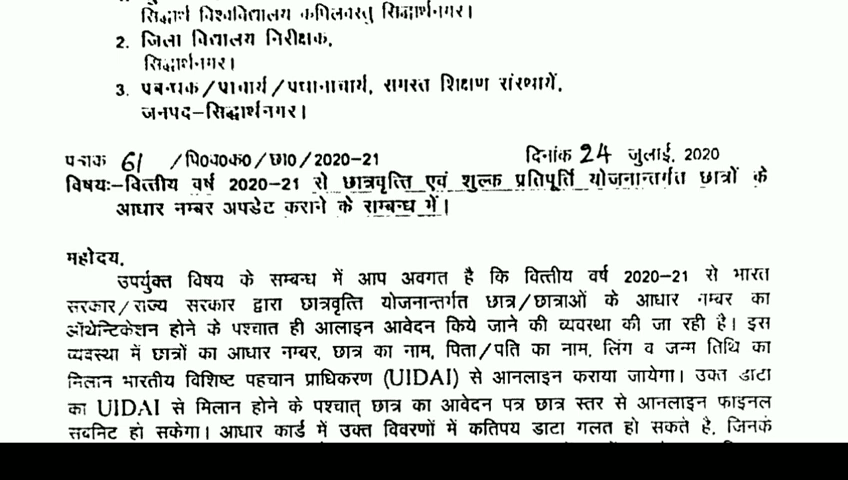 सिद्धार्थ विश्वविद्यालय कपिलवस्तु सिद्धार्थनगर।
2. जिला विद्यालय निरीक्षक,
सिद्धार्थनगर।
3. प्रबन्धक/प्राचार्य/प्रधानाचार्य, समस्त शिक्षण संस्थायें,
जनपद–सिद्धार्थनगर।
पत्रांक 61 /पि0व0क0/छा0/2020-21 दिनांक 24 जुलाई, 2020
विषयः–वित्तीय वर्ष 2020–21 से छात्रवृत्ति एवं शुल्क प्रतिपूर्ति योजनान्तर्गत छात्रों के
आधार नम्बर अपडेट कराने के सम्बन्ध में।
महोदय,
उपर्युक्त विषय के सम्बन्ध में आप अवगत है कि वित्तीय वर्ष 2020–21 से भारत
सरकार/राज्य सरकार द्वारा छात्रवृत्ति योजनान्तर्गत छात्र/छात्राओं के आधार नम्बर का
ऑथेन्टिकेशन होने के पश्चात ही आलाइन आवेदन किये जाने की व्यवस्था की जा रही है। इस
व्यवस्था में छात्रों का आधार नम्बर, छात्र का नाम, पिता/पति का नाम, लिंग व जन्म तिथि का
मिलान भारतीय विशिष्ट पहचान प्राधिकरण (UIDAI) से आनलाइन कराया जायेगा। उक्त डाटा
का UIDAI से मिलान होने के पश्चात् छात्र का आवेदन पत्र छात्र स्तर से आनलाइन फाइनल
सबमिट हो सकेगा। आधार कार्ड में उक्त विवरणों में कतिपय डाटा गलत हो सकते है, जिनके